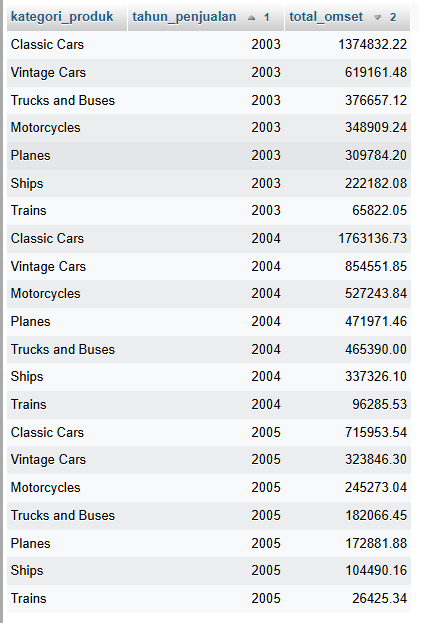 kategori_produk tahun_penjualan 1 total_omset 2
Classic Cars 2003 1374832.22
Vintage Cars 2003 619161.48
Trucks and Buses 2003 376657.12
Motorcycles 2003 348909.24
Planes 2003 309784.20
Ships 2003 222182.08
Trains 2003 65822.05
Classic Cars 2004 1763136.73
Vintage Cars 2004 854551.85
Motorcycles 2004 527243.84
Planes 2004 471971.46
Trucks and Buses 2004 465390.00
Ships 2004 337326.10
Trains 2004 96285.53
Classic Cars 2005 715953.54
Vintage Cars 2005 323846.30
Motorcycles 2005 245273.04
Trucks and Buses 2005 182066.45
Planes 2005 172881.88
Ships 2005 104490.16
Trains 2005 26425.34